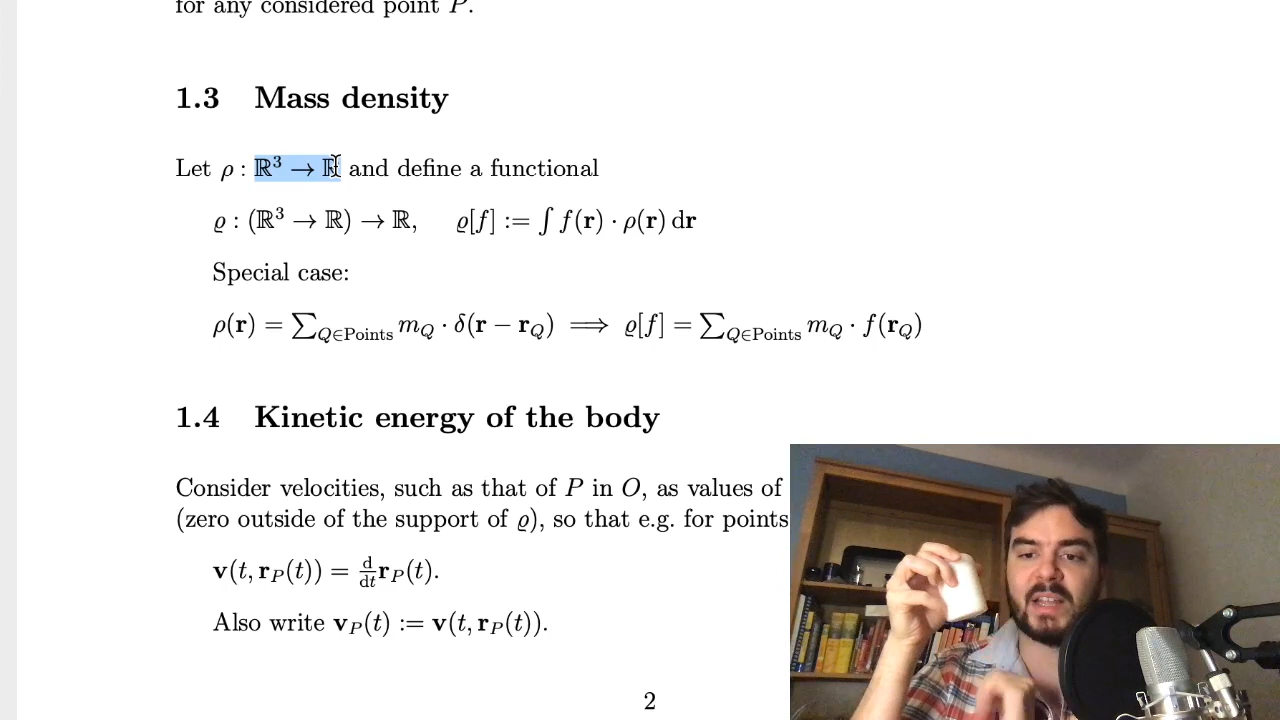 for any considered point P.
1.3 Mass density
Let ρ : ℝ³ → ℝ and define a functional
ϱ : (ℝ³ → ℝ) → ℝ, ϱ[f] := ∫ f(𝐫) · ρ(𝐫) d𝐫
Special case:
ρ(𝐫) = ∑_{Q∈Points} m_Q · δ(𝐫 − 𝐫_Q) ⟹ ϱ[f] = ∑_{Q∈Points} m_Q · f(𝐫_Q)
1.4 Kinetic energy of the body
Consider velocities, such as that of P in O, as values of
(zero outside of the support of ϱ), so that e.g. for points
𝐯(t, 𝐫_P(t)) = d/dt 𝐫_P(t).
Also write 𝐯_P(t) := 𝐯(t, 𝐫_P(t)).
2